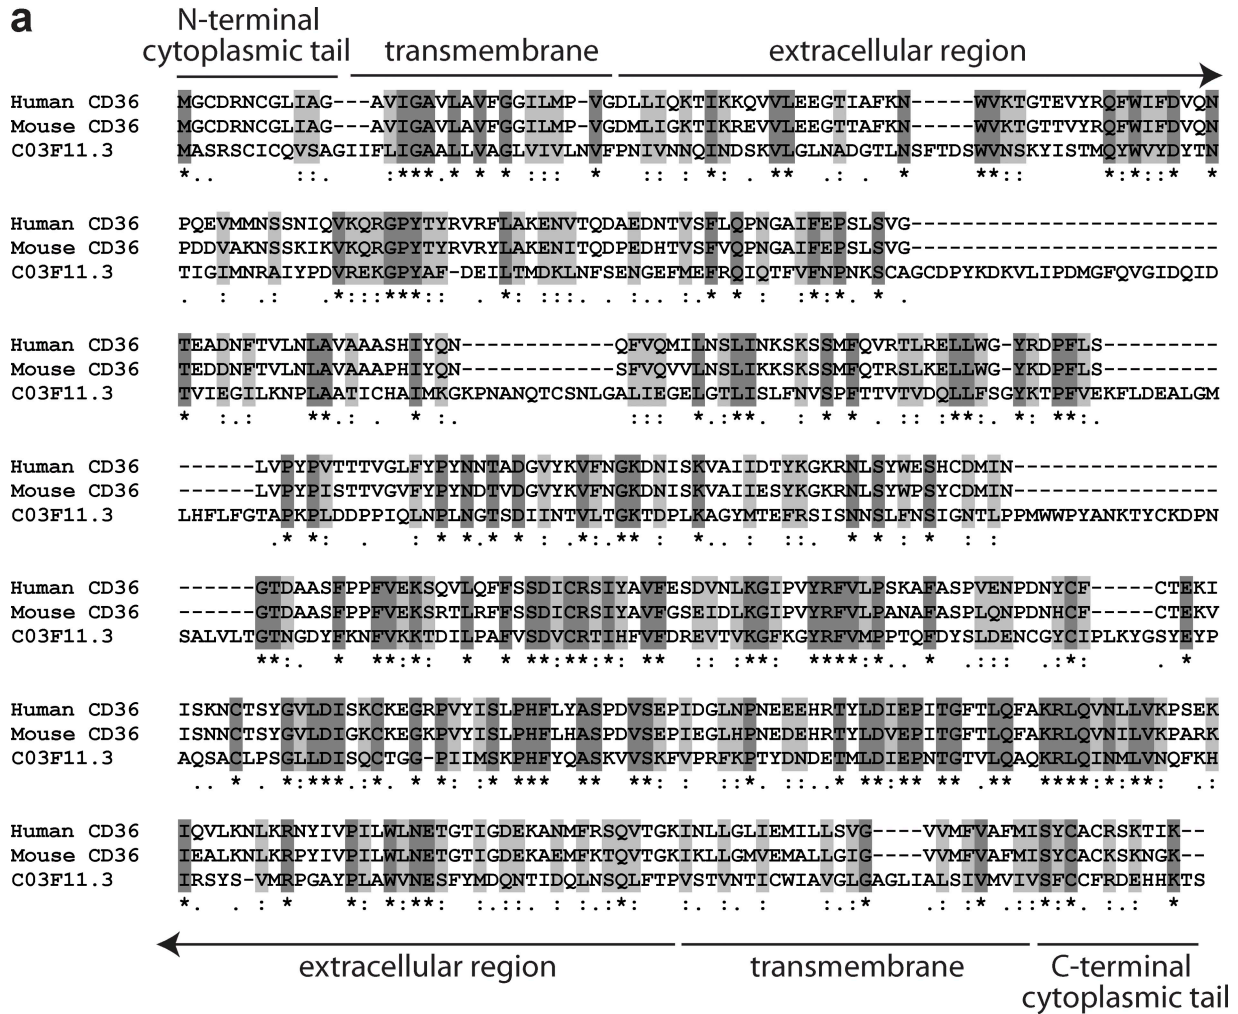 a
N-terminal
cytoplasmic tail transmembrane extracellular region
Human CD36 MGCDRNCGLIAG---AVIGAVLAVFGGILMP-VGDLLIQKTIKKQVVLEEGTIAFKN-----WVKTGTEVYRQFWIFDVQN
Mouse CD36 MGCDRNCGLIAG---AVIGAVLAVFGGILMP-VGDMLIGKTIKREVVLEEGTTAFKN-----WVKTGTTVYRQFWIFDVQN
C03F11.3 MASRSCICQVSAGIIFLIGAALLVAGLVIVLNVFPNIVNNQINDSKVLGLNADGTLNSFTDSWVNSKYISTMQYWVYDYTN
*.. ::. :***.* * * ::: * :: : *: . ** .: . * **:: *:**:* *
Human CD36 PQEVMMNSSNIQVKQRGPYTYRVRFLAKENVTQDAEDNTVSFLQPNGAIFEPSLSVG------------------------
Mouse CD36 PDDVAKNSSKIKVKQRGPYTYRVRYLAKENITQDPEDHTVSFVQPNGAIFEPSLSVG------------------------
C03F11.3 TIGIMNRAIYPDVREKGPYAF-DEILTMDKLNFSENGEFMEFRQIQTFVFNPNKSCAGCDPYKDKVLIPDMGFQVGIDQID
. : .: *:::***:: . *: :::. . :.. :.* * : :*:*. * .
Human CD36 TEADNFTVLNLAVAAASHIYQN------------QFVQMILNSLINKSKSSMFQVRTLRELLWG-YRDPFLS---------
Mouse CD36 TEDDNFTVLNLAVAAAPHIYQN------------SFVQVVLNSLIKKSKSSMFQTRSLKELLWG-YKDPFLS---------
C03F11.3 TVIEGILKNPLAATICHAIMKGKPNANQTCSNLGALIEGELGTLISLFNVSPFTTVTVDQLLFSGYKTPFVEKFLDEALGM
* :.: **.: . * :. ::: *.:**. : * * . :: :**:. *: **:.
Human CD36 ------LVPYPVTTTVGLFYPYNNTADGVYKVFNGKDNISKVAIIDTYKGKRNLSYWESHCDMIN----------------
Mouse CD36 ------LVPYPISTTVGVFYPYNDTVDGVYKVFNGKDNISKVAIIESYKGKRNLSYWPSYCDMIN----------------
C03F11.3 LHFLFGTAPKPLDDPPIQLNPLNGTSDIINTVLTGKTDPLKAGYMTEFRSISNNSLFNSIGNTLPPMWWPYANKTYCKDPN
.* *: . : * *.* * : .*:.** : *.. : ::. * * : * : :
Human CD36 ------GTDAASFPPFVEKSQVLQFFSSDICRSIYAVFESDVNLKGIPVYRFVLPSKAFASPVENPDNYCF-----CTEKI
Mouse CD36 ------GTDAASFPPFVEKSRTLRFFSSDICRSIYAVFGSEIDLKGIPVYRFVLPANAFASPLQNPDNHCF-----CTEKV
C03F11.3 SALVLTGTNGDYFKNFVKKTDILPAFVSDVCRTIHFVFDREVTVKGFKGYRFVMPPTQFDYSLDENCGYCIPLKYGSYEYP
**:. * **:*: * * **:**:*: ** :: :**: ****:*.. * .::: .:*: . *
Human CD36 ISKNCTSYGVLDISKCKEGRPVYISLPHFLYASPDVSEPIDGLNPNEEEHRTYLDIEPITGFTLQFAKRLQVNLLVKPSEK
Mouse CD36 ISNNCTSYGVLDIGKCKEGKPVYISLPHFLHASPDVSEPIEGLHPNEDEHRTYLDVEPITGFTLQFAKRLQVNILVKPARK
C03F11.3 AQSACLPSGLLDISQCTGG-PIIMSKPHFYQASKVVSKFVPRFKPTYDNDETMLDIEPNTGTVLQAQKRLQINMLVNQFKH
.. * *:***.:* * *: :* *** ** **: : : *. ::..* **:** ** .** ****:*:**: .:
Human CD36 IQVLKNLKRNYIVPILWLNETGTIGDEKANMFRSQVTGKINLLGLIEMILLSVG----VVMFVAFMISYCACRSKTIK--
Mouse CD36 IEALKNLKRPYIVPILWLNETGTIGDEKAEMFKTQVTGKIKLLGMVEMALLGIG----VVMFVAFMISYCACKSKNGK--
C03F11.3 IRSYS-VMRPGAYPLAWVNESFYMDQNTIDQLNSQLFTPVSTVNTICWIAVGLGAGLIALSIVMVIVSFCCFRDEHHKTS
*. . : * *: *:**: :.::. : :.:*: :. :. : :.:* .: :* .::*:*. :.: *
extracellular region transmembrane C-terminal
cytoplasmic tail